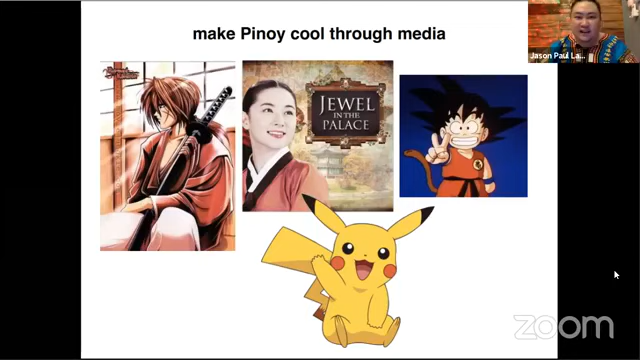 make Pinoy cool through media
JEWEL
IN THE
PALACE
Jason Paul La...
zoom